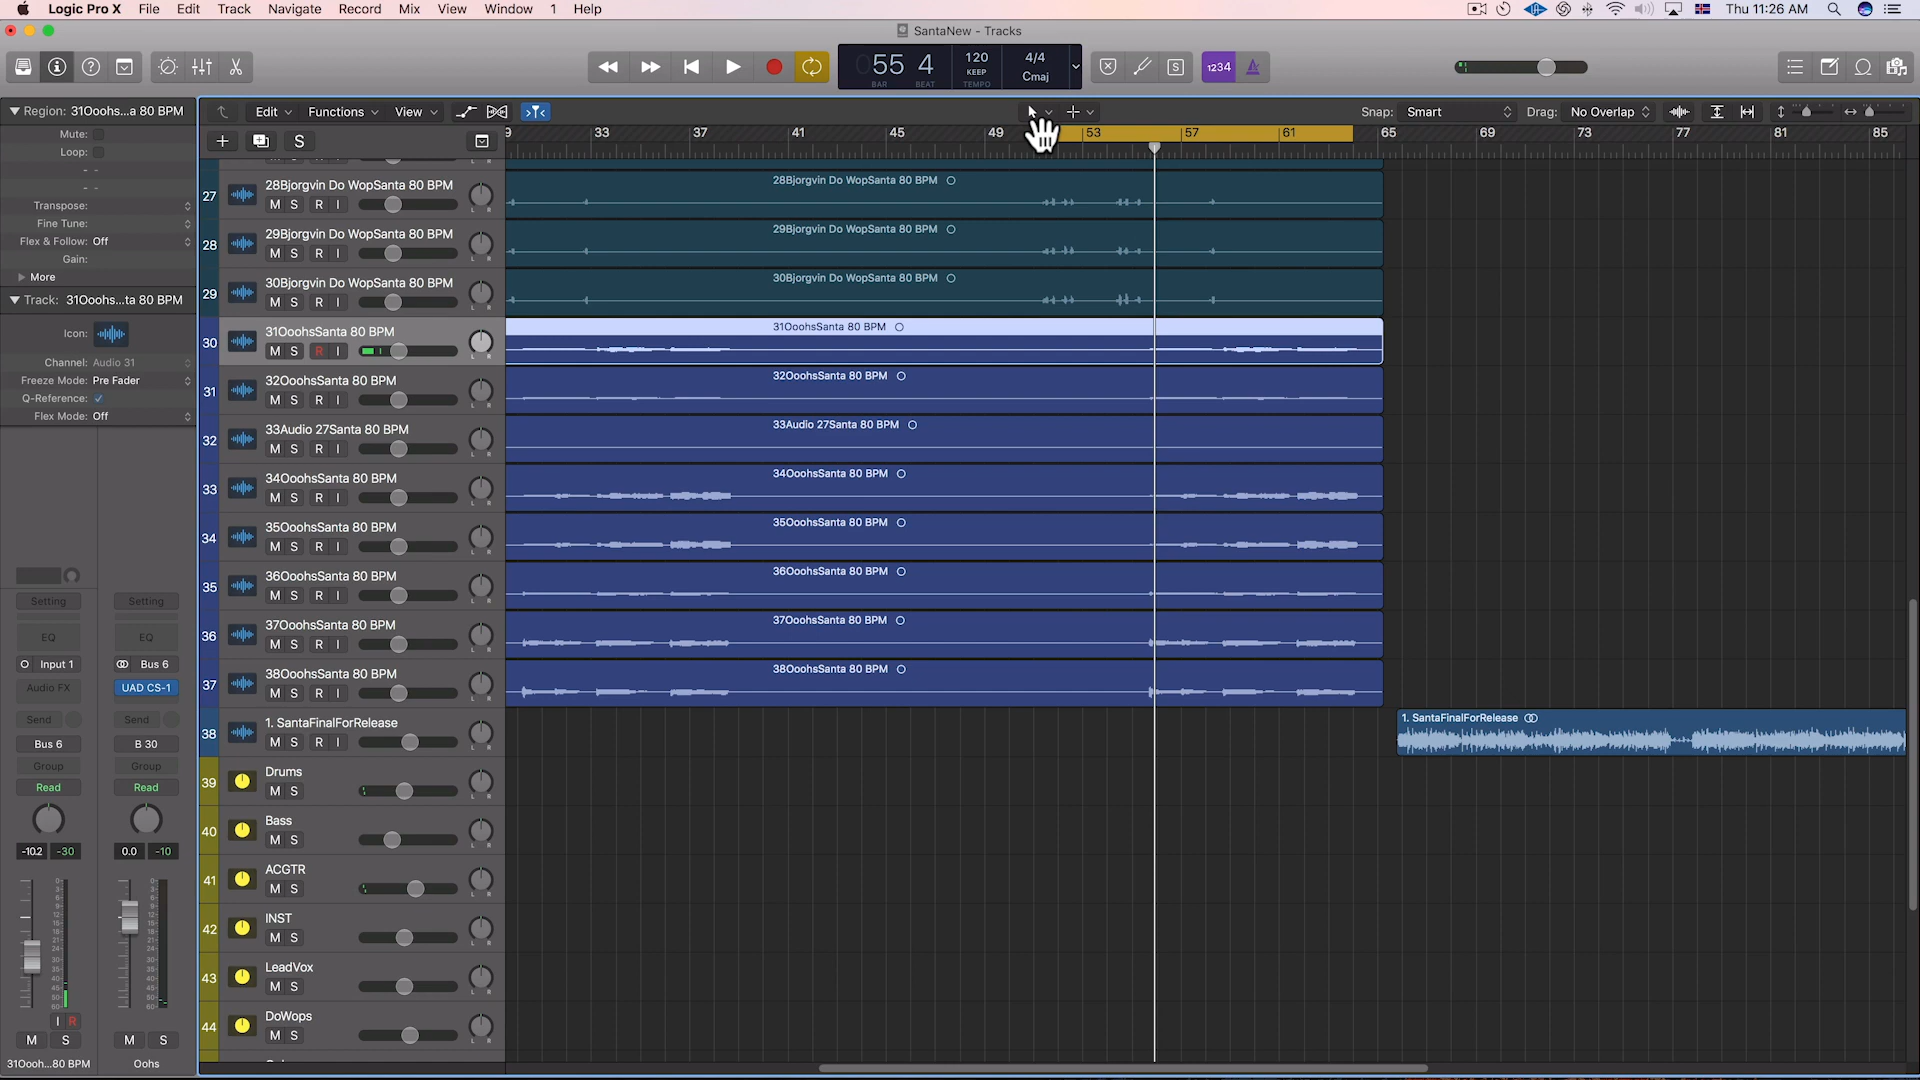 Logic Pro X File Edit Track Navigate Record Mix View Window 1 Help Thu 11:26 AM
SantaNew - Tracks
55 4 120 KEEP TEMPO 4/4 Cmaj
BAR BEAT
1234
S
Region: 31Ooohs...a 80 BPM
Edit Functions View Snap: Smart Drag: No Overlap
Mute:
Loop:
S
33 37 41 45 49 53 57 61 65 69 73 77 81 85
Transpose:
Fine Tune:
Flex & Follow: Off
Gain:
More
Track: 31Ooohs...ta 80 BPM
Icon:
Channel: Audio 31
Freeze Mode: Pre Fader
Q-Reference:
Flex Mode: Off
27 28Bjorgvin Do WopSanta 80 BPM
M S R I
28Bjorgvin Do WopSanta 80 BPM
28 29Bjorgvin Do WopSanta 80 BPM
M S R I
29Bjorgvin Do WopSanta 80 BPM
29 30Bjorgvin Do WopSanta 80 BPM
M S R I
30Bjorgvin Do WopSanta 80 BPM
30 31OoohsSanta 80 BPM
M S R I
31OoohsSanta 80 BPM
31 32OoohsSanta 80 BPM
M S R I
32OoohsSanta 80 BPM
32 33Audio 27Santa 80 BPM
M S R I
33Audio 27Santa 80 BPM
33 34OoohsSanta 80 BPM
M S R I
34OoohsSanta 80 BPM
34 35OoohsSanta 80 BPM
M S R I
35OoohsSanta 80 BPM
35 36OoohsSanta 80 BPM
M S R I
36OoohsSanta 80 BPM
36 37OoohsSanta 80 BPM
M S R I
37OoohsSanta 80 BPM
37 38OoohsSanta 80 BPM
M S R I
38OoohsSanta 80 BPM
38 1. SantaFinalForRelease
M S R I
1. SantaFinalForRelease
39 Drums
M S
40 Bass
M S
41 ACGTR
M S
42 INST
M S
43 LeadVox
M S
44 DoWops
M S
Setting Setting
EQ EQ
Input 1 Bus 6
Audio FX UAD CS-1
Send Send
Bus 6 B 30
Group Group
Read Read
-10.2 -30 0.0 -10
I R
M S M S
31Oooh...80 BPM Oohs